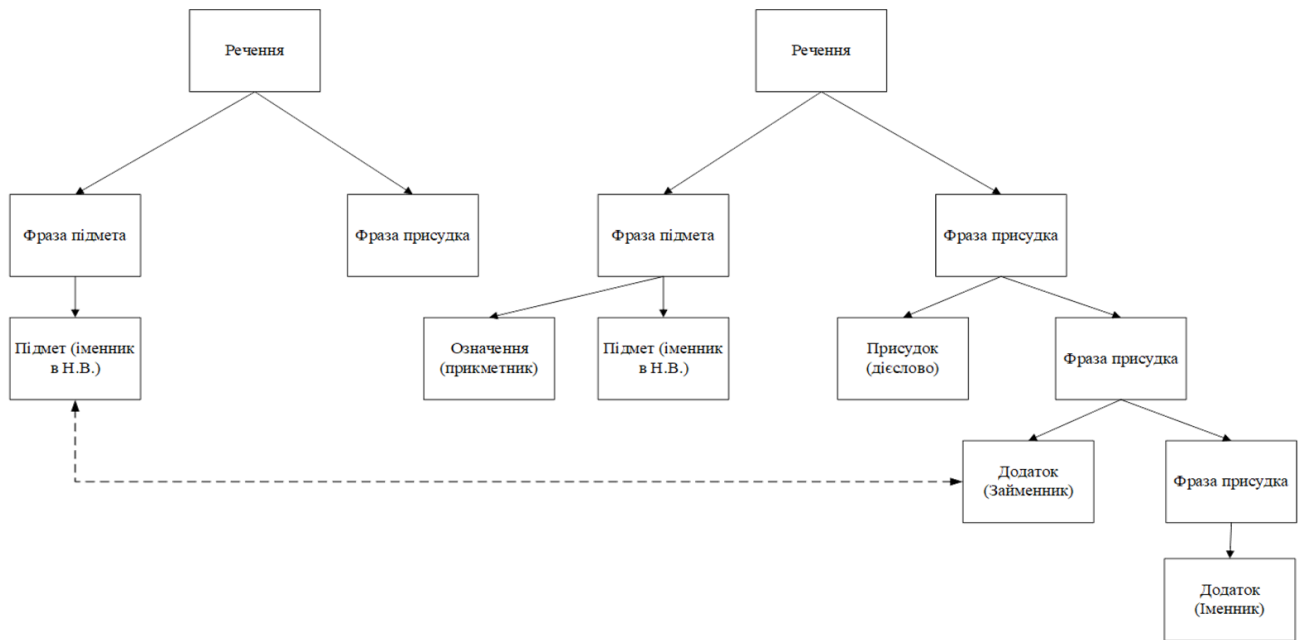 Речення
Речення
Фраза підмета
Фраза присудка
Фраза підмета
Фраза присудка
Підмет (іменник
в Н.В.)
Означення
(прикметник)
Підмет (іменник
в Н.В.)
Присудок
(дієслово)
Фраза присудка
Додаток
(Займенник)
Фраза присудка
Додаток
(Іменник)